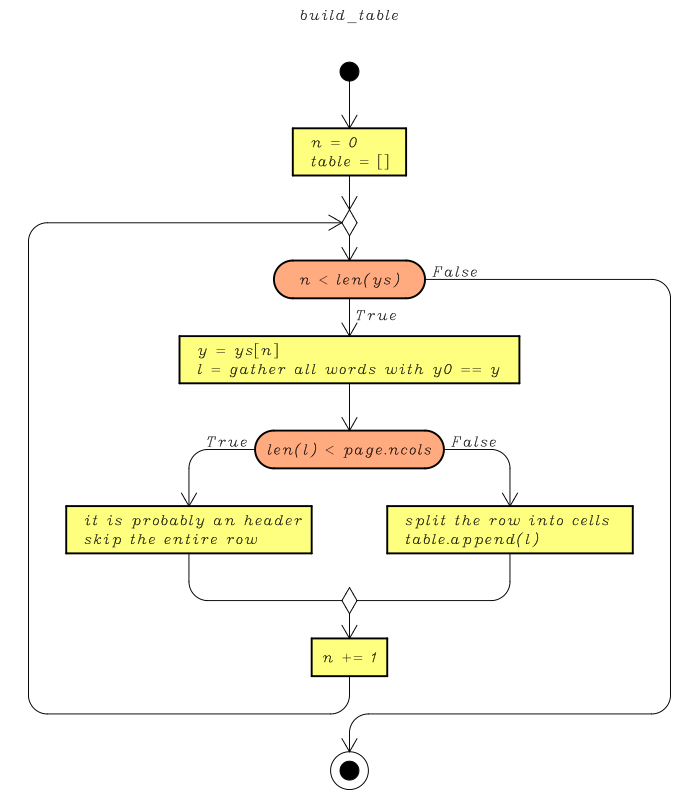 build_table
n = 0
table = []
n < len(ys)
False
True
y = ys[n]
l = gather all words with y0 == y
True
len(l) < page.ncols
False
it is probably an header
skip the entire row
split the row into cells
table.append(l)
n += 1